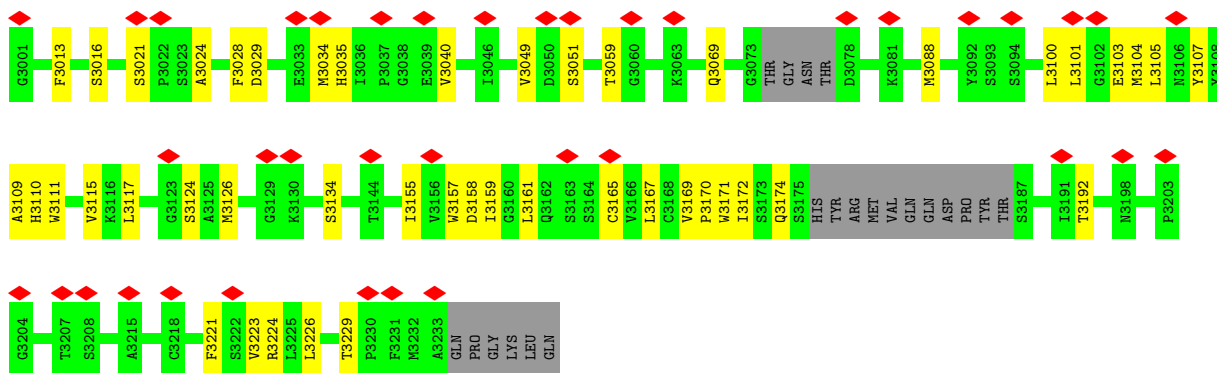 G3001 F3013 S3016 S3021 P3022 S3023 A3024 F3028 D3029 E3033 M3034 H3035 I3036 P3037 G3038 E3039 V3040 I3046 V3049 D3050 S3051 T3059 G3060 K3063 Q3069 G3073 THR GLY ASN THR D3078 K3081 M3088 Y3092 S3093 S3094 L3100 L3101 G3102 E3103 M3104 L3105 N3106 Y3107 Y3108
A3109 H3110 W3111 V3115 K3116 L3117 G3123 S3124 A3125 M3126 G3129 K3130 S3134 T3144 I3155 V3156 W3157 D3158 I3159 G3160 L3161 Q3162 S3163 S3164 C3165 V3166 L3167 C3168 V3169 P3170 W3171 I3172 S3173 Q3174 S3175 HIS TYR ARG MET VAL GLN GLN ASP PRO TYR THR S3187 I3191 T3192 N3198 P3203
G3204 T3207 S3208 A3215 C3218 F3221 S3222 V3223 R3224 L3225 L3226 T3229 P3230 F3231 M3232 A3233 GLN PRO GLY LYS LEU GLN